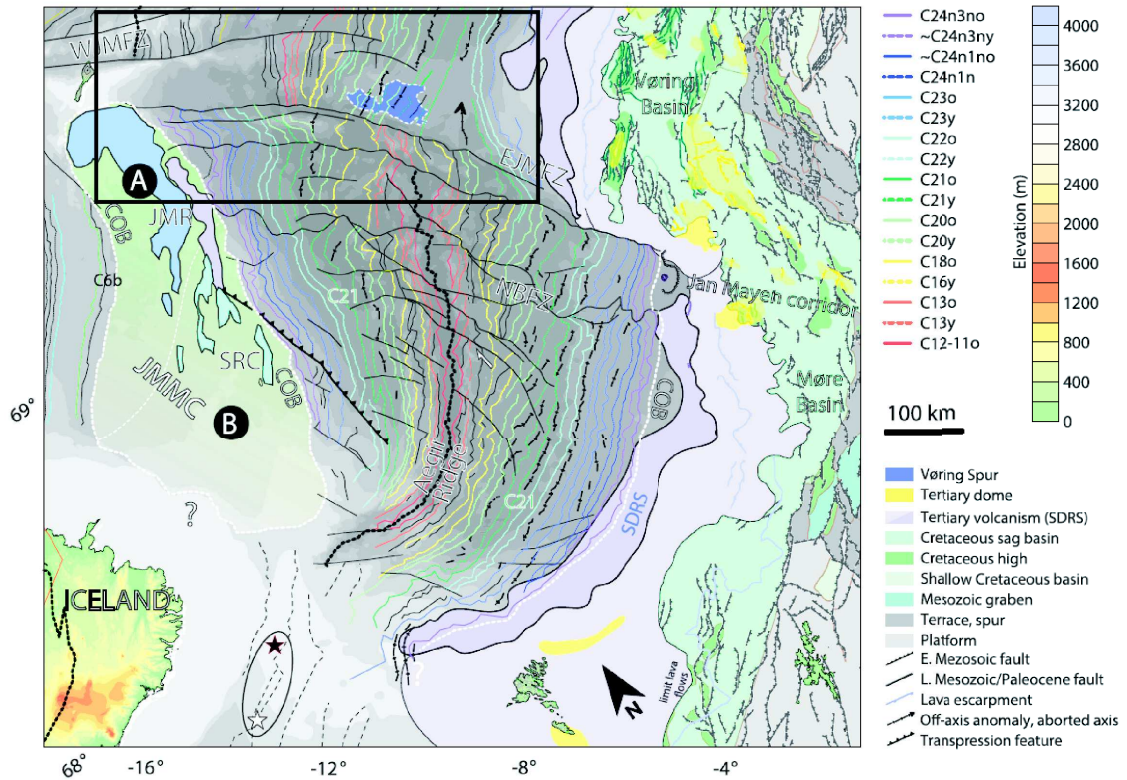 WJMFZ
Vøring
Basin
EJMFZ
A
JMR
COB
C6b
C21
NBFZ
Jan Mayen corridor
SRC
COB
JMMC
B
Møre
Basin
COB
Aegir
Ridge
C21
SDRS
?
ICELAND
limit lava
flows
N
69°
68°
-16°
-12°
-8°
-4°
C24n3no
~C24n3ny
~C24n1no
C24n1n
C23o
C23y
C22o
C22y
C21o
C21y
C20o
C20y
C18o
C16y
C13o
C13y
C12-11o
Elevation (m)
4000
3600
3200
2800
2400
2000
1600
1200
800
400
0
100 km
Vøring Spur
Tertiary dome
Tertiary volcanism (SDRS)
Cretaceous sag basin
Cretaceous high
Shallow Cretaceous basin
Mesozoic graben
Terrace, spur
Platform
E. Mezosoic fault
L. Mesozoic/Paleocene fault
Lava escarpment
Off-axis anomaly, aborted axis
Transpression feature